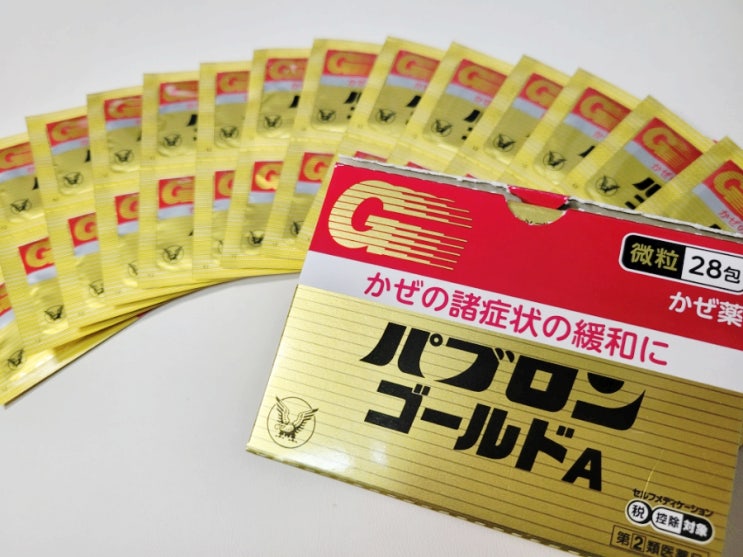 G
微粒 28包
かぜ薬
かぜの諸症状の緩和に
パブロン
ゴールドA
セルフメディケーション
税 控除 対象
指定②類医薬品